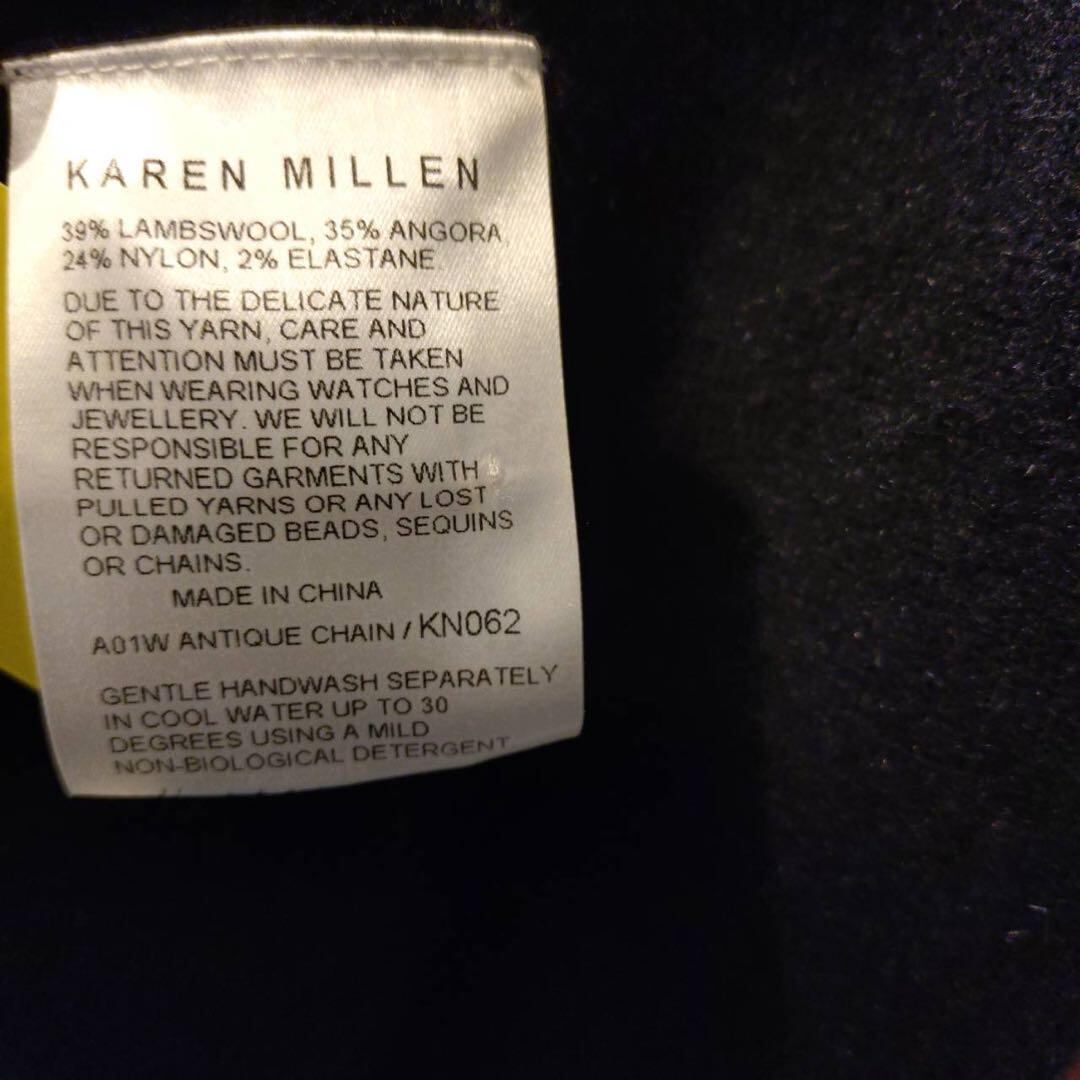 KAREN MILLEN
39% LAMBSWOOL, 35% ANGORA,
24% NYLON, 2% ELASTANE.
DUE TO THE DELICATE NATURE
OF THIS YARN, CARE AND
ATTENTION MUST BE TAKEN
WHEN WEARING WATCHES AND
JEWELLERY. WE WILL NOT BE
RESPONSIBLE FOR ANY
RETURNED GARMENTS WITH
PULLED YARNS OR ANY LOST
OR DAMAGED BEADS, SEQUINS
OR CHAINS.
MADE IN CHINA
A01W ANTIQUE CHAIN / KN062
GENTLE HANDWASH SEPARATELY
IN COOL WATER UP TO 30
DEGREES USING A MILD
NON-BIOLOGICAL DETERGENT